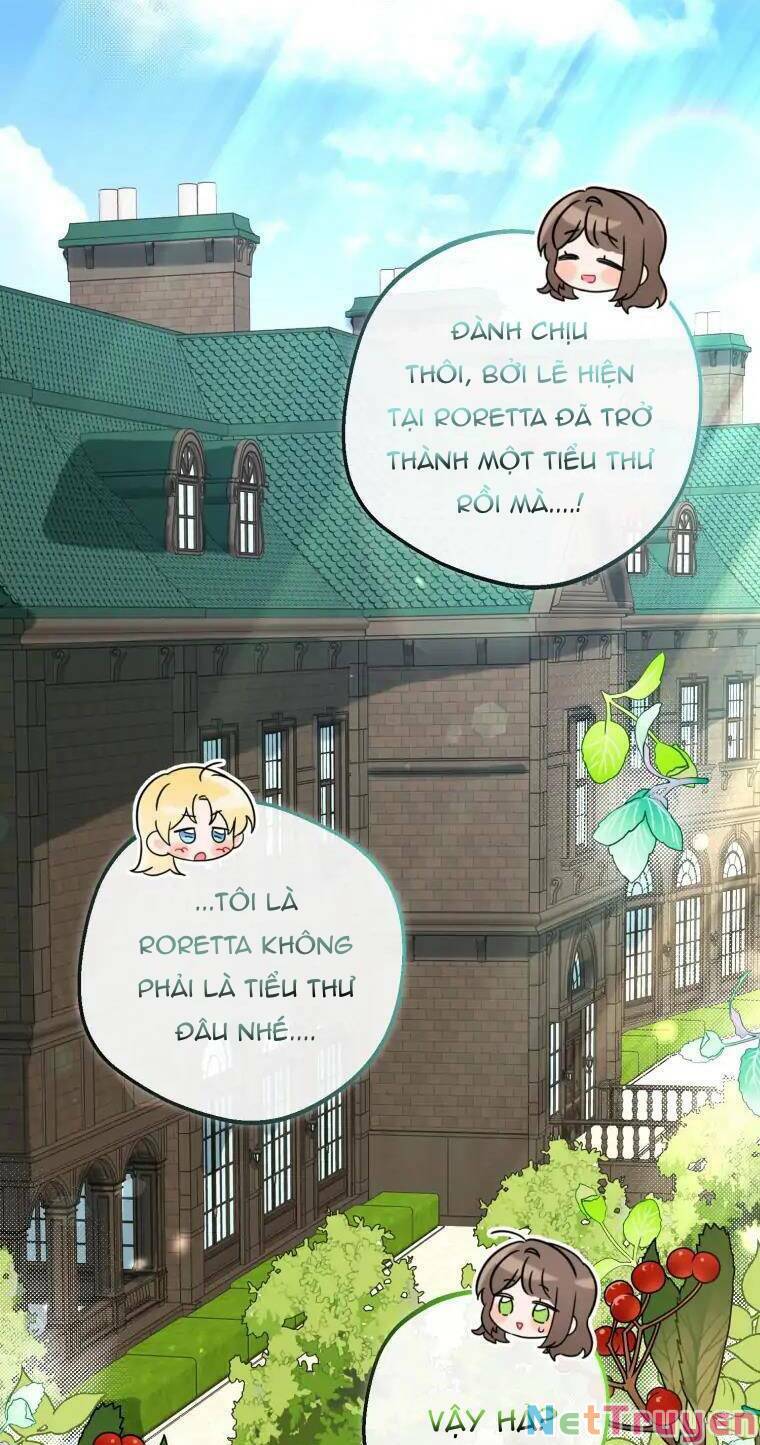 ĐÀNH CHỊU
THÔI, BỞI LẼ HIỆN
TẠI RORETTA ĐÃ TRỞ
THÀNH MỘT TIỂU THƯ
RỒI MÀ....!
...TÔI LÀ
RORETTA KHÔNG
PHẢI LÀ TIỂU THƯ
ĐÂU NHÉ....
VẬY HẢ?
NetTruyen